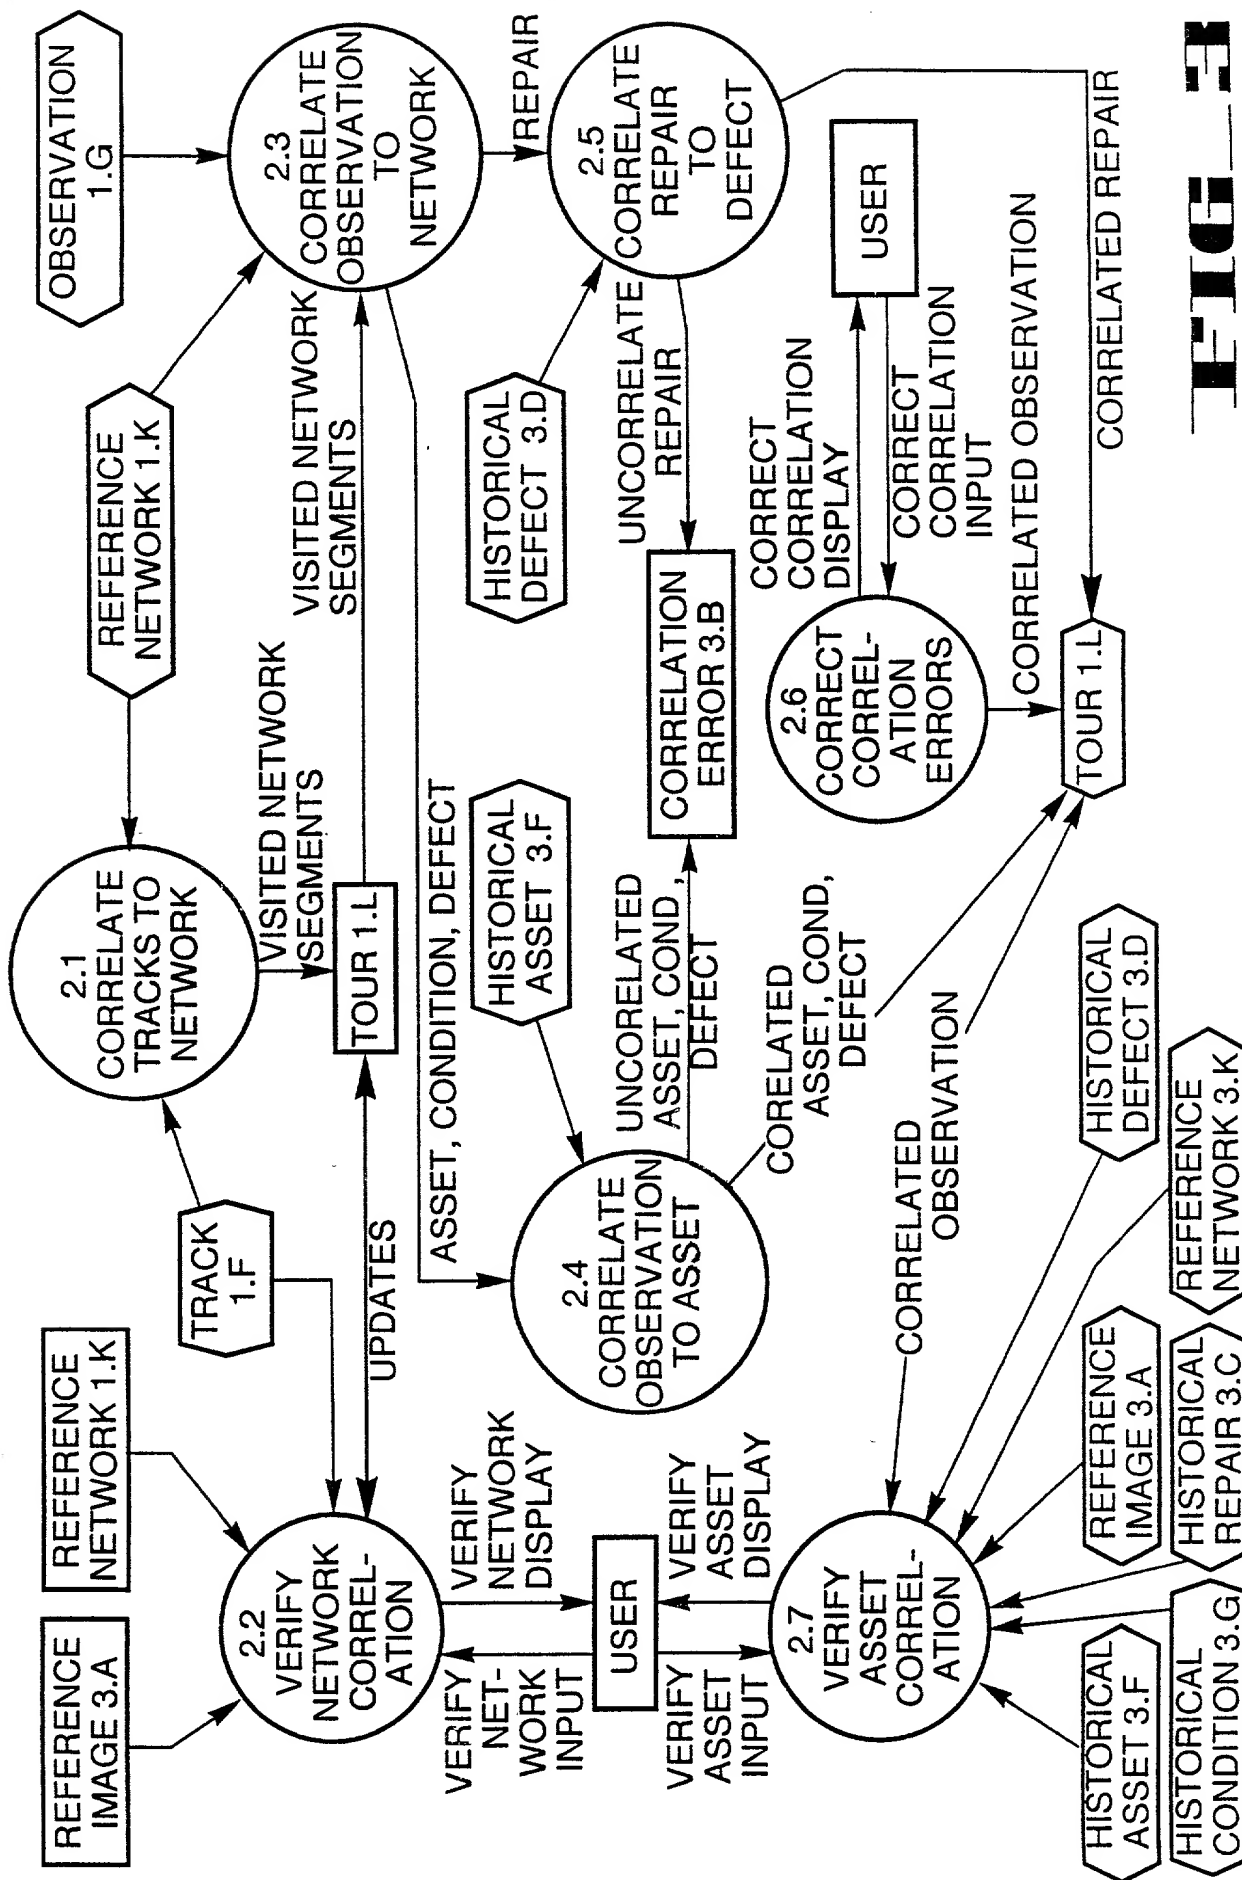 REFERENCE
IMAGE 3.A
REFERENCE
NETWORK 1.K
TRACK
1.F
2.1
CORRELATE
TRACKS TO
NETWORK
REFERENCE
NETWORK 1.K
OBSERVATION
1.G
2.2
VERIFY
NETWORK
CORREL-
ATION
UPDATES
TOUR 1.L
VISITED NETWORK
SEGMENTS
VISITED NETWORK
SEGMENTS
2.3
CORRELATE
OBSERVATION
TO
NETWORK
VERIFY
NET-
WORK
INPUT
VERIFY
NETWORK
DISPLAY
ASSET, CONDITION, DEFECT
REPAIR
USER
2.4
CORRELATE
OBSERVATION
TO ASSET
HISTORICAL
ASSET 3.F
HISTORICAL
DEFECT 3.D
2.5
CORRELATE
REPAIR
TO
DEFECT
UNCORRELATED
ASSET, COND,
DEFECT
CORRELATION
ERROR 3.B
UNCORRELATE
REPAIR
VERIFY
ASSET
INPUT
VERIFY
ASSET
DISPLAY
CORELATED
ASSET, COND,
DEFECT
2.6
CORRECT
CORREL-
ATION
ERRORS
CORRECT
CORRELATION
DISPLAY
CORRECT
CORRELATION
INPUT
USER
2.7
VERIFY
ASSET
CORREL-
ATION
CORRELATED
OBSERVATION
CORRELATED OBSERVATION
TOUR 1.L
CORRELATED REPAIR
HISTORICAL
ASSET 3.F
HISTORICAL
CONDITION 3.G
REFERENCE
IMAGE 3.A
HISTORICAL
REPAIR 3.C
HISTORICAL
DEFECT 3.D
REFERENCE
NETWORK 3.K
FIG 3